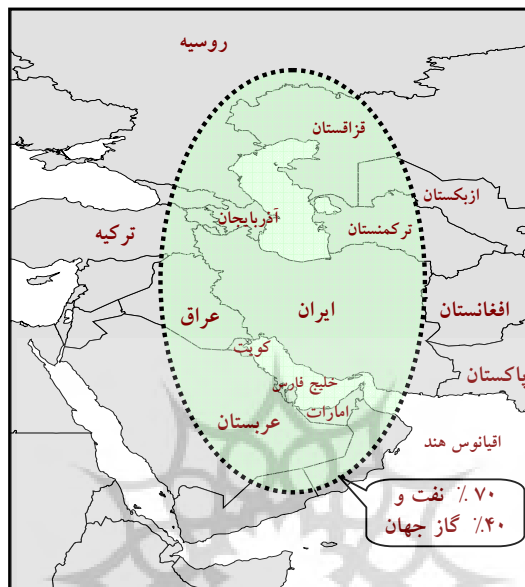 روسیه
قزاقستان
ازبکستان
ترکمنستان
آذربایجان
ترکیه
افغانستان
ایران
عراق
کویت
پاکستان
خلیج فارس
امارات
عربستان
اقیانوس هند
۷۰ ٪ نفت و
۴۰٪ گاز جهان